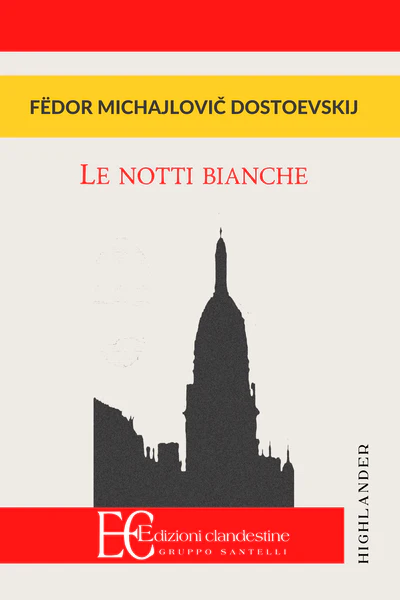 FËDOR MICHAJLOVIČ DOSTOEVSKIJ
LE NOTTI BIANCHE
HIGHLANDER
EC Edizioni clandestine
GRUPPO SANTELLI